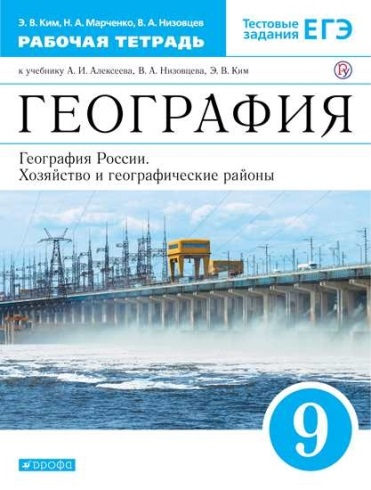 Э. В. Ким, Н. А. Марченко, В. А. Низовцев
РАБОЧАЯ ТЕТРАДЬ
Тестовые
задания ЕГЭ
к учебнику А. И. Алексеева, В. А. Низовцева, Э. В. Ким
ГЕОГРАФИЯ
География России.
Хозяйство и географические районы
9
дрофа